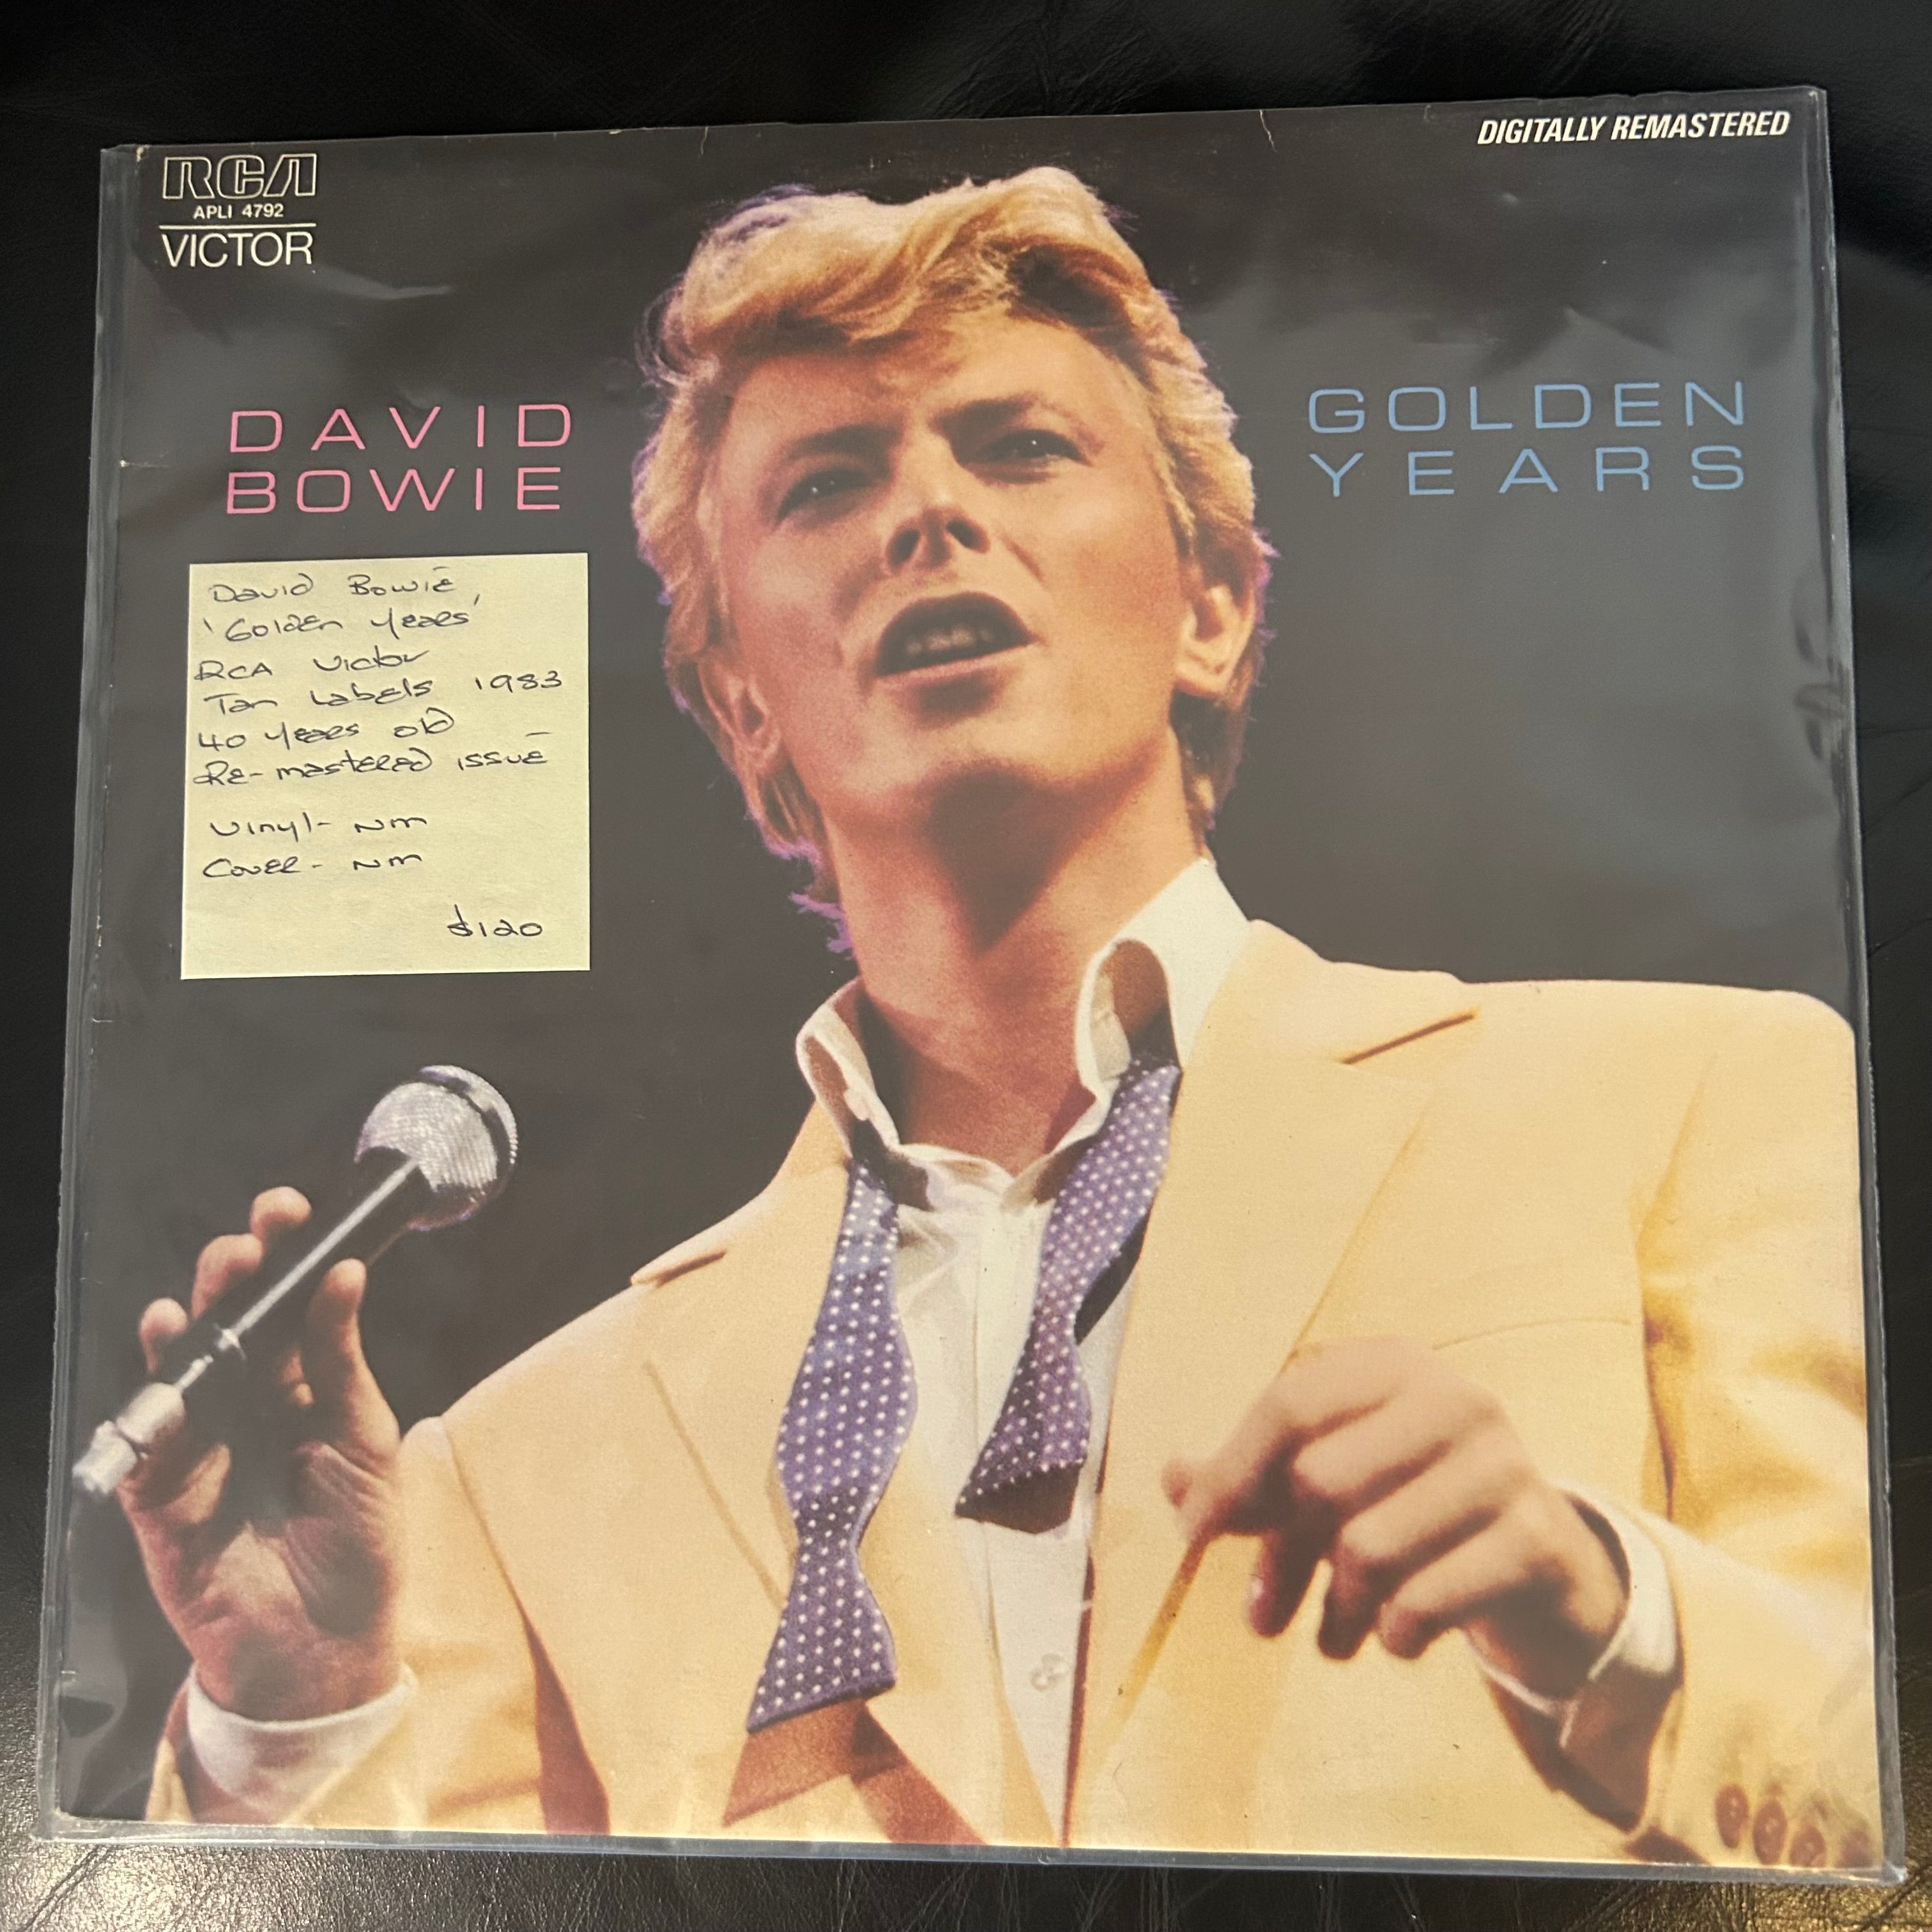 RCA
APLI 4792
VICTOR
DIGITALLY REMASTERED
DAVID
BOWIE
GOLDEN
YEARS
David Bowie,
'Golden Years'
RCA Victor
Tan Labels 1983
40 years old
Re-mastered issue
Vinyl - NM
Cover - NM
$120